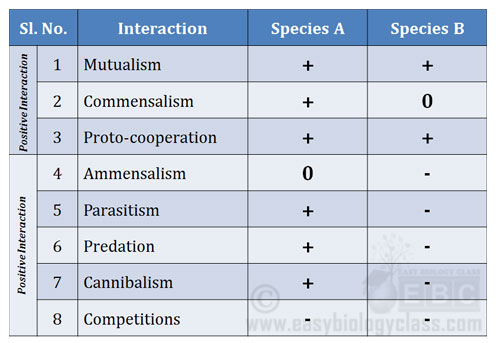 Sl. No. Interaction Species A Species B
Positive Interaction
1 Mutualism + +
2 Commensalism + 0
3 Proto-cooperation + +
Positive Interaction
4 Ammensalism 0 -
5 Parasitism + -
6 Predation + -
7 Cannibalism + -
8 Competitions - -
EASY BIOLOGY CLASS
EBC
© www.easybiologyclass.com